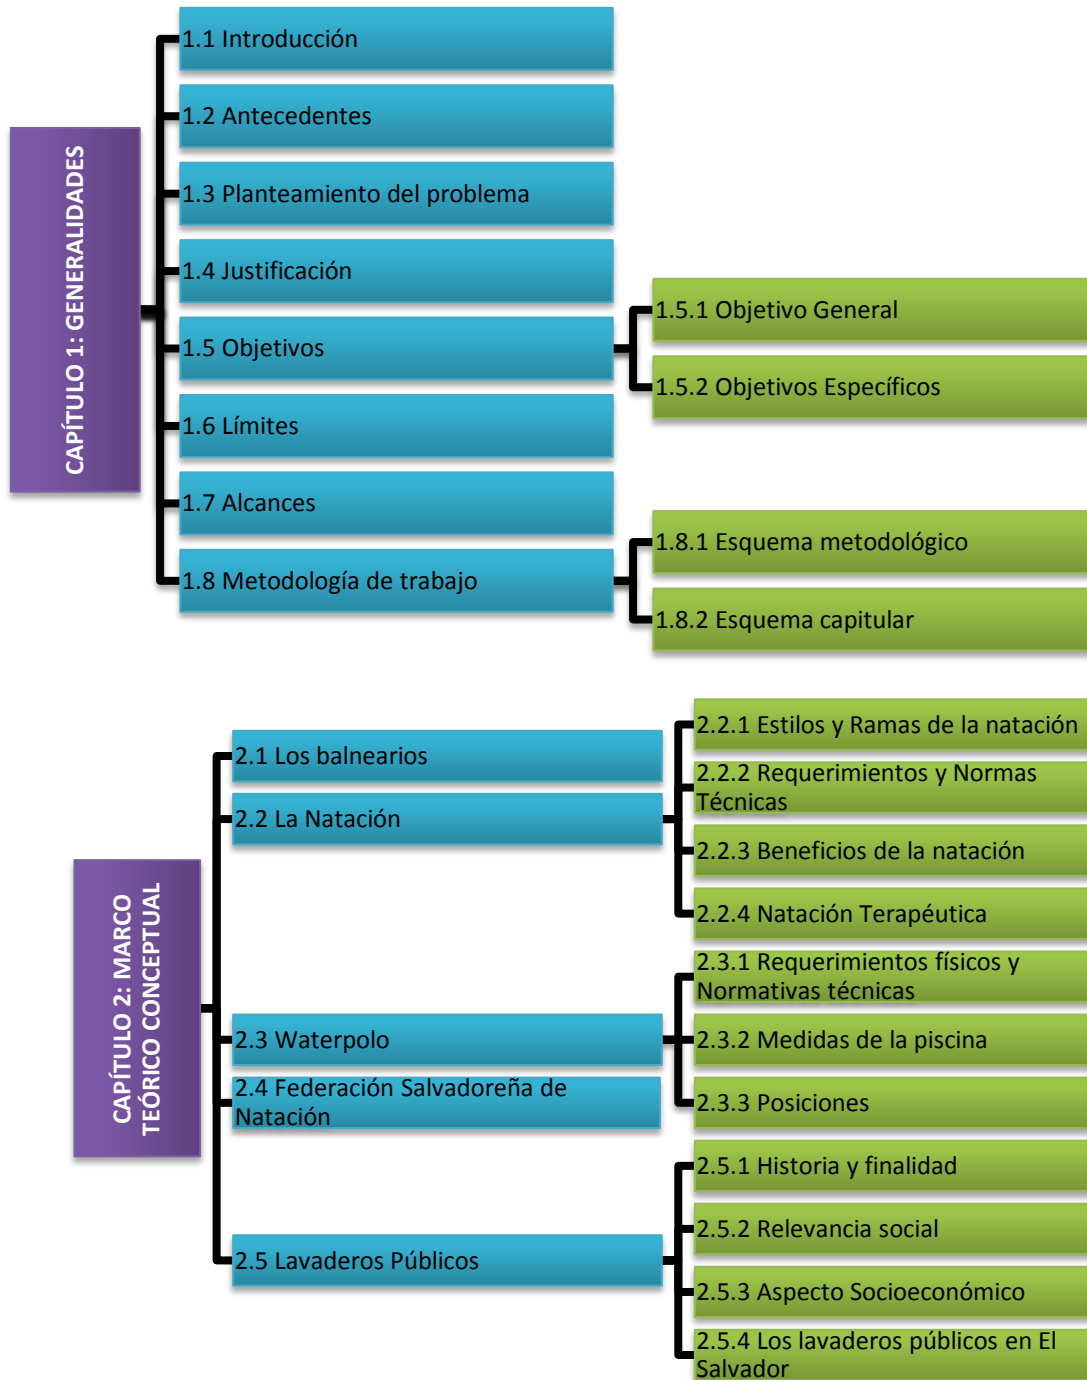 CAPÍTULO 1: GENERALIDADES
1.1 Introducción
1.2 Antecedentes
1.3 Planteamiento del problema
1.4 Justificación
1.5 Objetivos
1.5.1 Objetivo General
1.5.2 Objetivos Específicos
1.6 Límites
1.7 Alcances
1.8 Metodología de trabajo
1.8.1 Esquema metodológico
1.8.2 Esquema capitular
CAPÍTULO 2: MARCO
TEÓRICO CONCEPTUAL
2.1 Los balnearios
2.2 La Natación
2.2.1 Estilos y Ramas de la natación
2.2.2 Requerimientos y Normas
Técnicas
2.2.3 Beneficios de la natación
2.2.4 Natación Terapéutica
2.3 Waterpolo
2.3.1 Requerimientos físicos y
Normativas técnicas
2.3.2 Medidas de la piscina
2.3.3 Posiciones
2.4 Federación Salvadoreña de
Natación
2.5 Lavaderos Públicos
2.5.1 Historia y finalidad
2.5.2 Relevancia social
2.5.3 Aspecto Socioeconómico
2.5.4 Los lavaderos públicos en El
Salvador